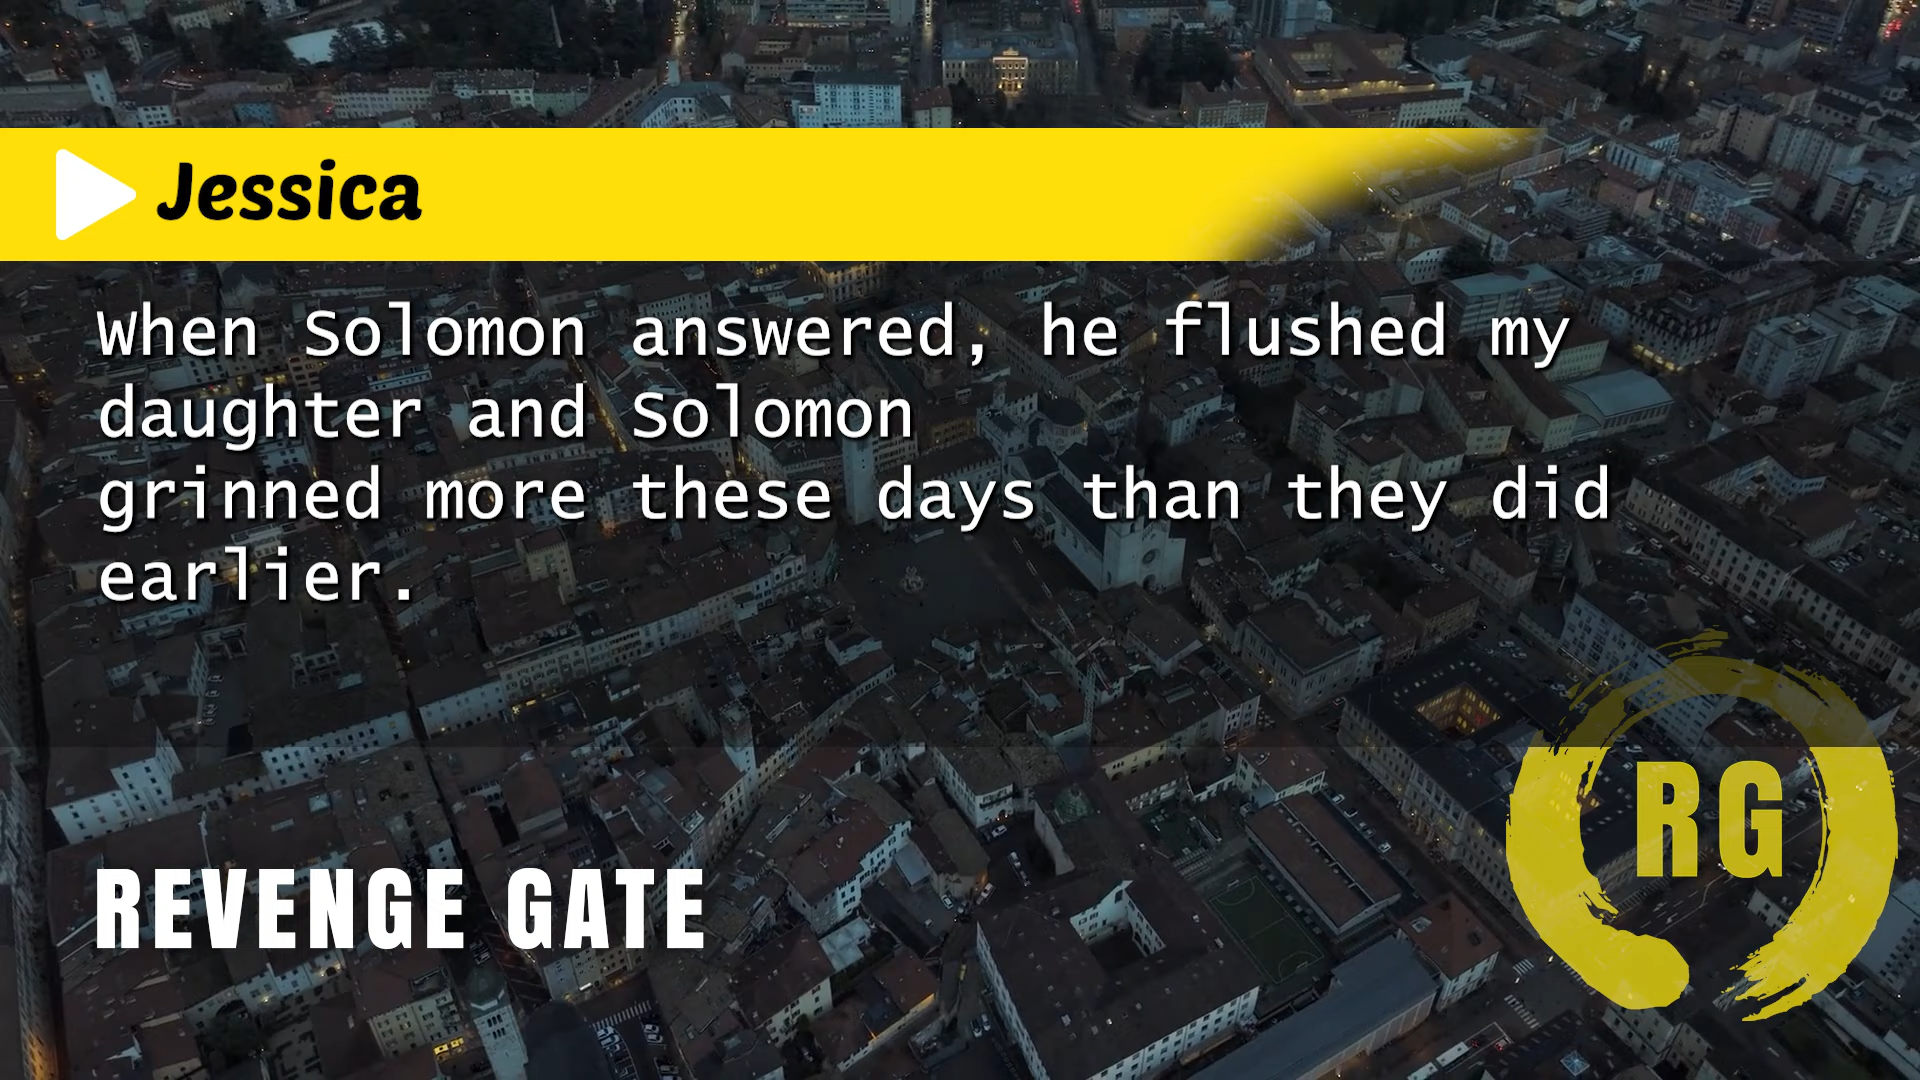 Jessica
When Solomon answered, he flushed my
daughter and Solomon
grinned more these days than they did
earlier.
RG
REVENGE GATE